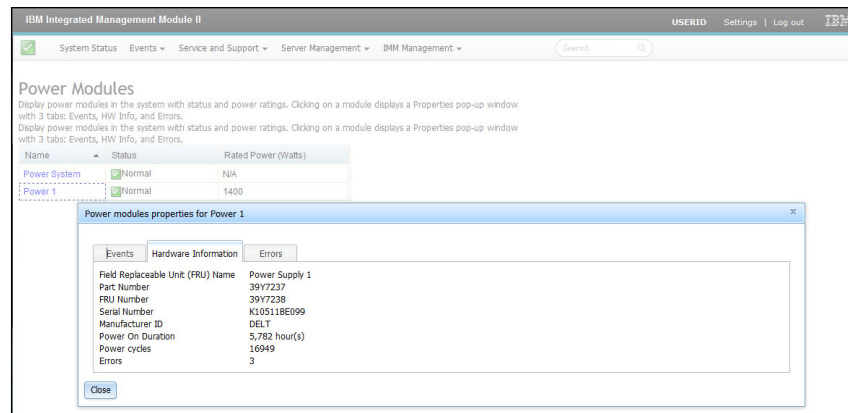 IBM Integrated Management Module II
USERID Settings | Log out IBM
System Status Events Service and Support Server Management IMM Management Search. . .
Power Modules
Display power modules in the system with status and power ratings. Clicking on a module displays a Properties pop-up window
with 3 tabs: Events, HW Info, and Errors.
Display power modules in the system with status and power ratings. Clicking on a module displays a Properties pop-up window
with 3 tabs: Events, HW Info, and Errors.
Name Status Rated Power (Watts)
Power System Normal N/A
Power 1 Normal 1400
Power modules properties for Power 1 x
Events Hardware Information Errors
Field Replaceable Unit (FRU) Name Power Supply 1
Part Number 39Y7237
FRU Number 39Y7238
Serial Number K10511BE099
Manufacturer ID DELT
Power On Duration 5,782 hour(s)
Power cycles 16949
Errors 3
Close